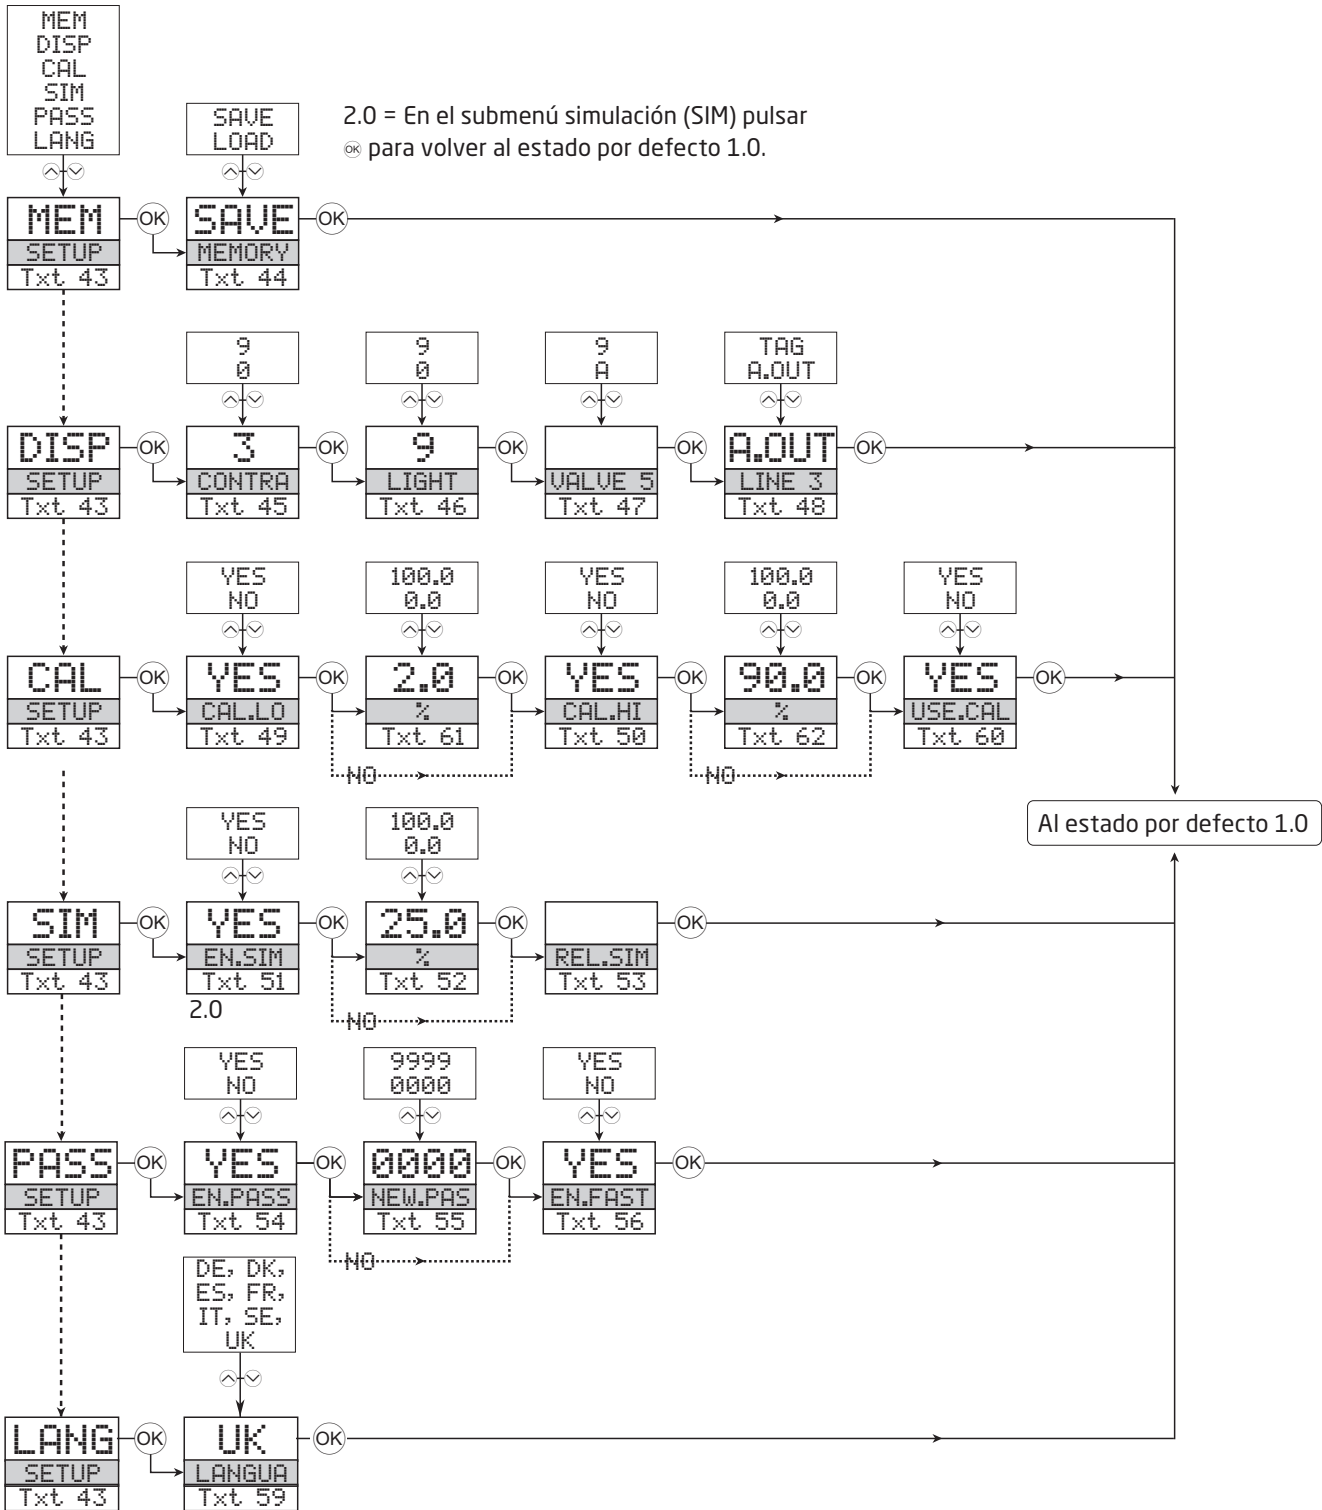 MEM
DISP
CAL
SIM
PASS
LANG
SAVE
LOAD
2.0 = En el submenú simulación (SIM) pulsar
OK para volver al estado por defecto 1.0.
MEM
SETUP
Txt 43
OK
SAVE
MEMORY
Txt 44
OK
9
0
9
0
9
A
TAG
A.OUT
DISP
SETUP
Txt 43
OK
3
CONTRA
Txt 45
OK
9
LIGHT
Txt 46
OK
VALVE 5
Txt 47
OK
A.OUT
LINE 3
Txt 48
OK
YES
NO
100.0
0.0
YES
NO
100.0
0.0
YES
NO
CAL
SETUP
Txt 43
OK
YES
CAL.LO
Txt 49
OK
2.0
%
Txt 61
OK
YES
CAL.HI
Txt 50
OK
90.0
%
Txt 62
OK
YES
USE.CAL
Txt 60
OK
NO
NO
Al estado por defecto 1.0
YES
NO
100.0
0.0
SIM
SETUP
Txt 43
OK
YES
EN.SIM
Txt 51
OK
25.0
%
Txt 52
OK
REL.SIM
Txt 53
OK
2.0
NO
YES
NO
9999
0000
YES
NO
PASS
SETUP
Txt 43
OK
YES
EN.PASS
Txt 54
OK
0000
NEW.PAS
Txt 55
OK
YES
EN.FAST
Txt 56
OK
NO
DE, DK,
ES, FR,
IT, SE,
UK
LANG
SETUP
Txt 43
OK
UK
LANGUA
Txt 59
OK